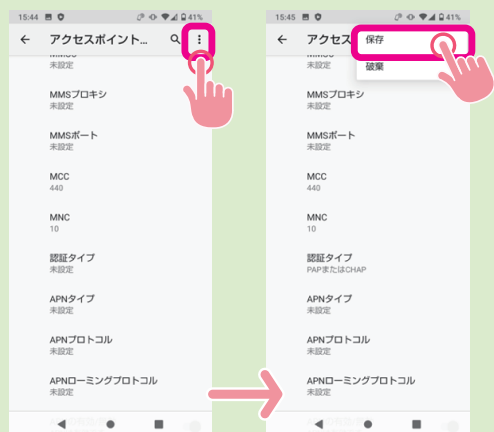 15:44
41%
アクセスポイント...
未設定
MMSプロキシ
未設定
MMSポート
未設定
MCC
440
MNC
10
認証タイプ
未設定
APNタイプ
未設定
APNプロトコル
未設定
APNローミングプロトコル
未設定
15:45
41%
アクセス
保存
破棄
未設定
MMSプロキシ
未設定
MMSポート
未設定
MCC
440
MNC
10
認証タイプ
PAPまたはCHAP
APNタイプ
未設定
APNプロトコル
未設定
APNローミングプロトコル
未設定